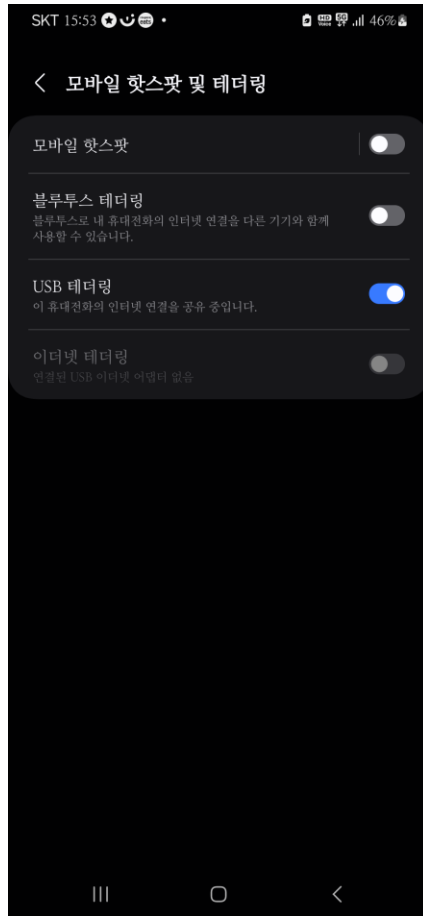 SKT 15:53
46%
모바일 핫스팟 및 테더링
모바일 핫스팟
블루투스 테더링
블루투스로 내 휴대전화의 인터넷 연결을 다른 기기와 함께
사용할 수 있습니다.
USB 테더링
이 휴대전화의 인터넷 연결을 공유 중입니다.
이더넷 테더링
연결된 USB 이더넷 어댑터 없음